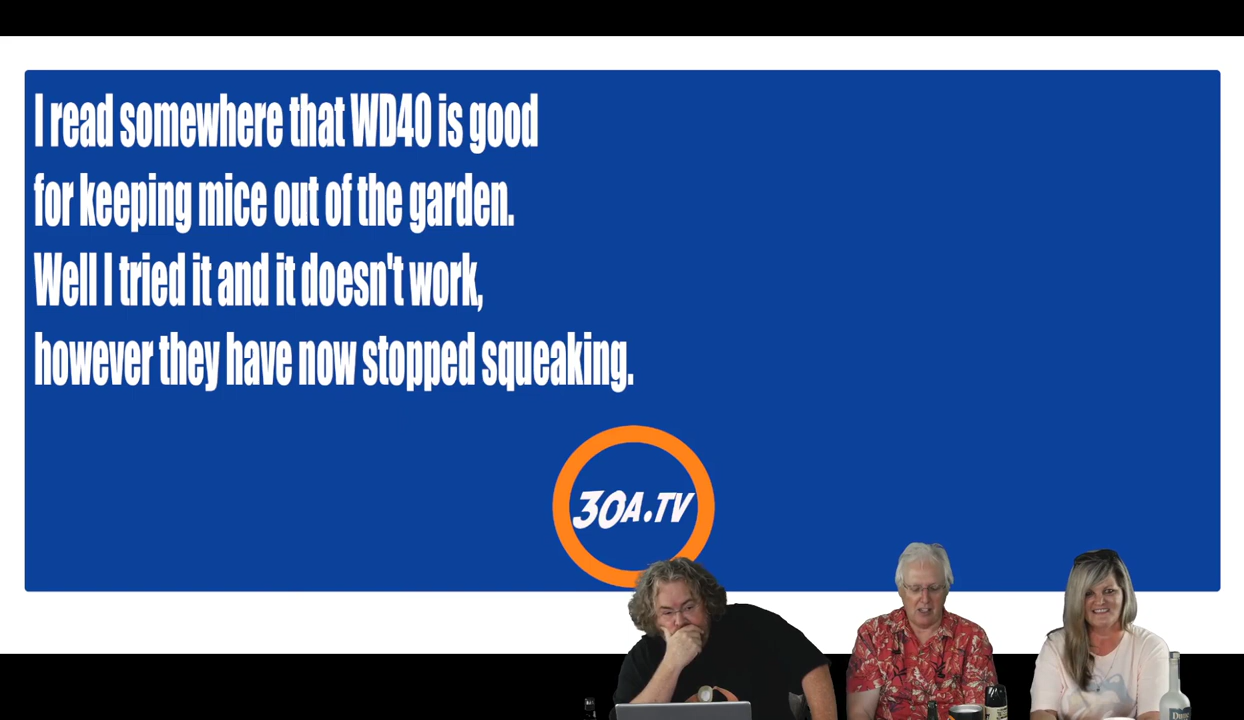 I read somewhere that WD40 is good
for keeping mice out of the garden.
Well I tried it and it doesn't work,
however they have now stopped squeaking.
30A.TV